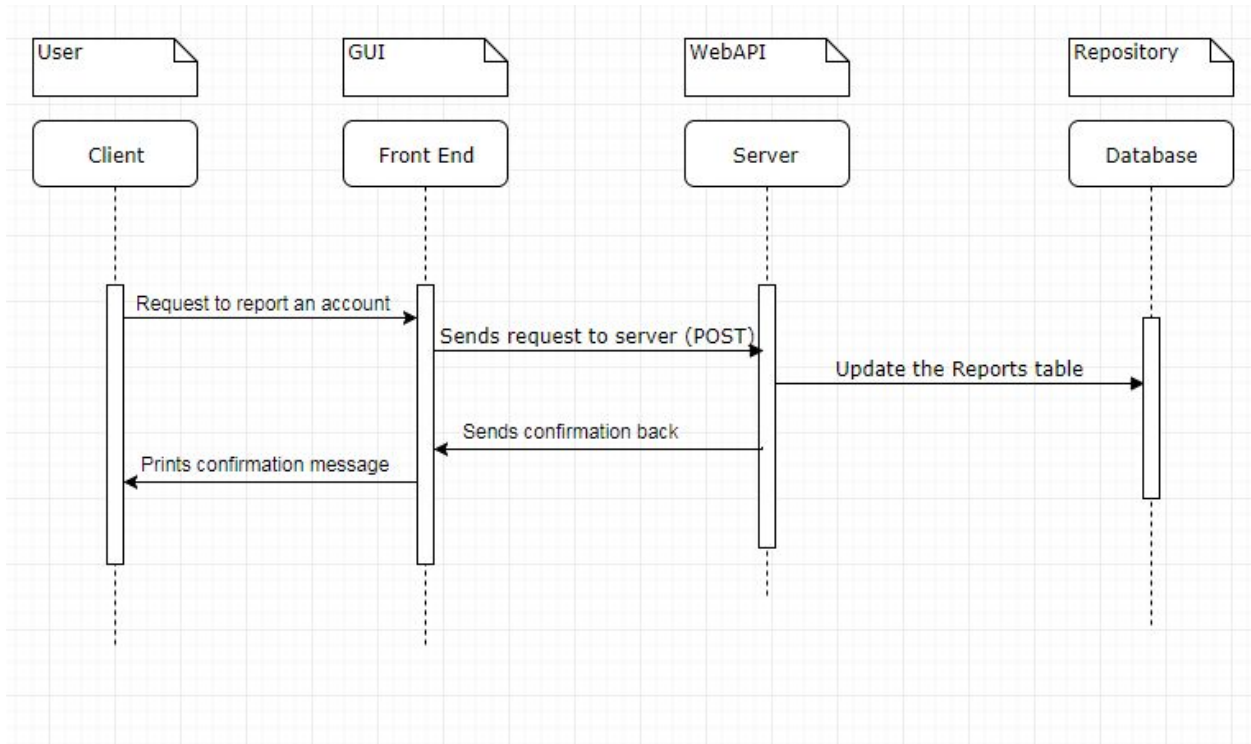 User
GUI
WebAPI
Repository
Client
Front End
Server
Database
Request to report an account
Sends request to server (POST)
Update the Reports table
Sends confirmation back
Prints confirmation message